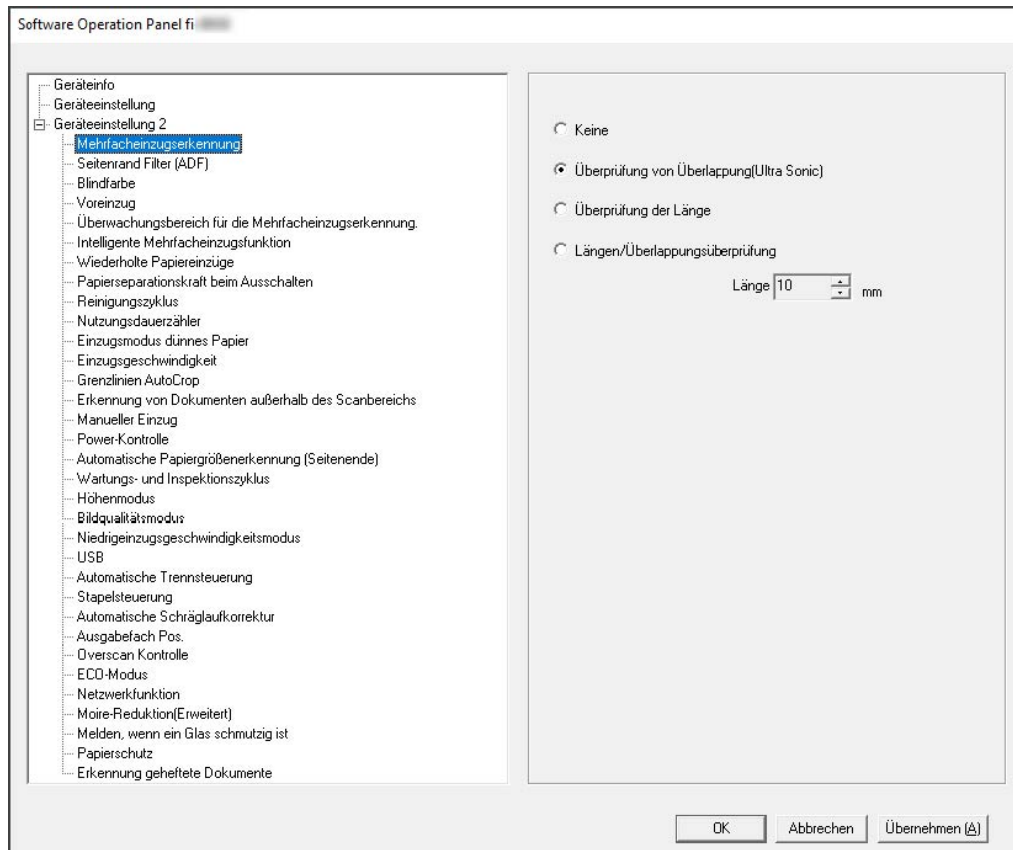 Software Operation Panel fi
Geräteinfo
Geräteeinstellung
Geräteeinstellung 2
Mehrfacheinzugserkennung
Seitenrand Filter (ADF)
Blindfarbe
Voreinzug
Überwachungsbereich für die Mehrfacheinzugserkennung.
Intelligente Mehrfacheinzugsfunktion
Wiederholte Papiereinzüge
Papierseparationskraft beim Ausschalten
Reinigungszyklus
Nutzungsdauerzähler
Einzugsmodus dünnes Papier
Einzugsgeschwindigkeit
Grenzlinien AutoCrop
Erkennung von Dokumenten außerhalb des Scanbereichs
Manueller Einzug
Power-Kontrolle
Automatische Papiergrößenerkennung (Seitenende)
Wartungs- und Inspektionszyklus
Höhenmodus
Bildqualitätsmodus
Niedrigeinzugsgeschwindigkeitsmodus
USB
Automatische Trennsteuerung
Stapelsteuerung
Automatische Schräglaufkorrektur
Ausgabefach Pos.
Overscan Kontrolle
ECO-Modus
Netzwerkfunktion
Moire-Reduktion(Erweitert)
Melden, wenn ein Glas schmutzig ist
Papierschutz
Erkennung geheftete Dokumente
Keine
Überprüfung von Überlappung(Ultra Sonic)
Überprüfung der Länge
Längen/Überlappungsüberprüfung
Länge 10 mm
OK Abbrechen Übernehmen (A)